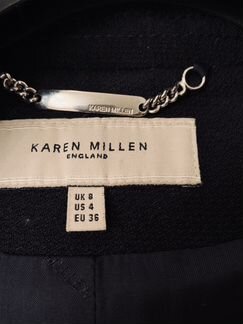 KAREN MILLEN
KAREN MILLEN
ENGLAND
UK 8
US 4
EU 36